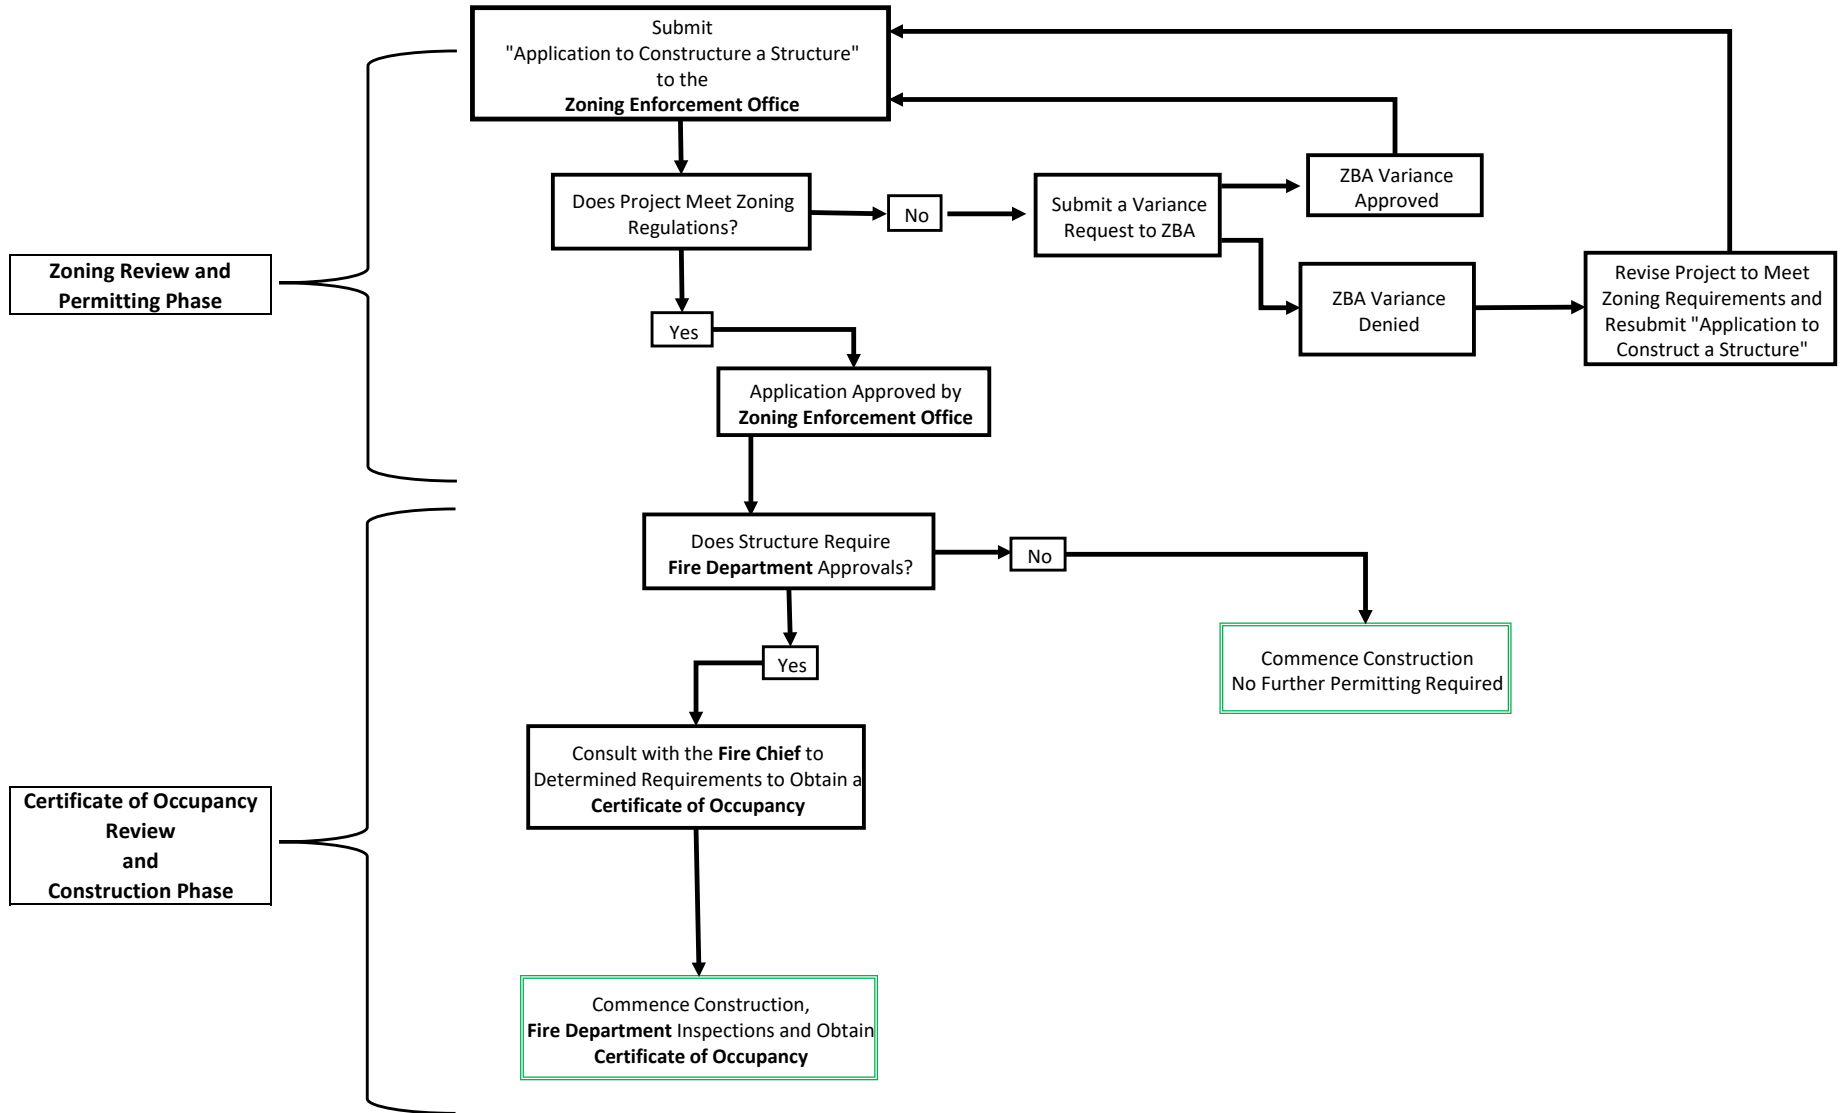 Submit
"Application to Constructure a Structure"
to the
Zoning Enforcement Office
Does Project Meet Zoning
Regulations?
No
Submit a Variance
Request to ZBA
ZBA Variance
Approved
ZBA Variance
Denied
Revise Project to Meet
Zoning Requirements and
Resubmit "Application to
Construct a Structure"
Zoning Review and
Permitting Phase
Yes
Application Approved by
Zoning Enforcement Office
Does Structure Require
Fire Department Approvals?
No
Commence Construction
No Further Permitting Required
Yes
Consult with the Fire Chief to
Determined Requirements to Obtain a
Certificate of Occupancy
Certificate of Occupancy
Review
and
Construction Phase
Commence Construction,
Fire Department Inspections and Obtain
Certificate of Occupancy